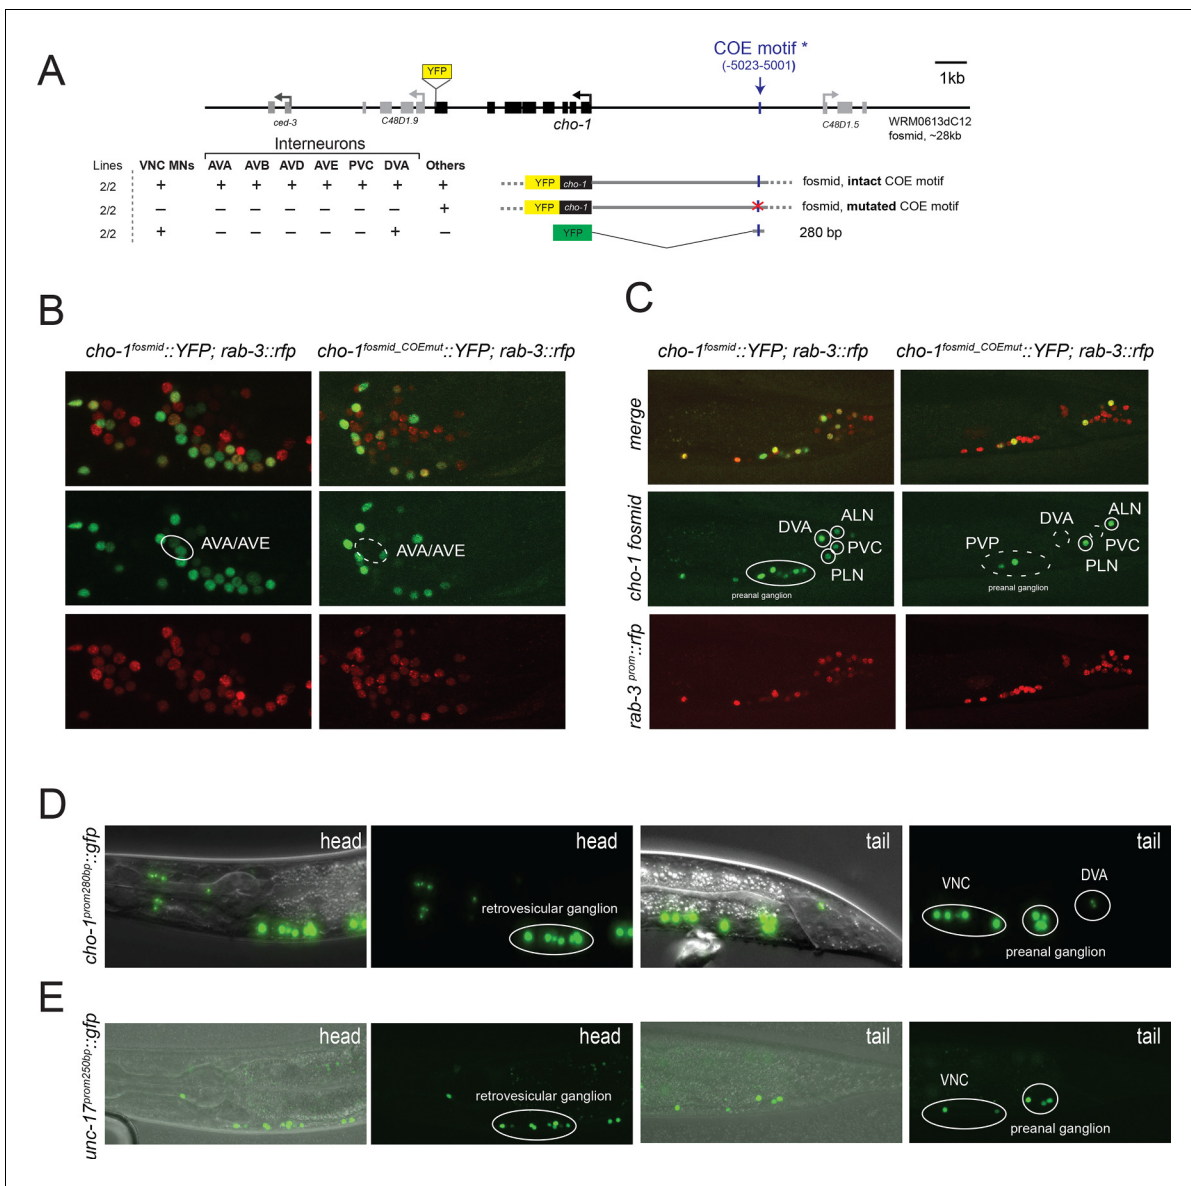 A
COE motif *
(-5023-5001)
1kb
YFP
ced-3
C48D1.9
cho-1
C48D1.5
WRM0613dC12
fosmid, ~28kb
Interneurons
Lines VNC MNs AVA AVB AVD AVE PVC DVA Others
2/2 + + + + + + + +
2/2 – – – – – – – +
2/2 + – – – – – + –
YFP cho-1 fosmid, intact COE motif
YFP cho-1 fosmid, mutated COE motif
YFP 280 bp
B
cho-1fosmid::YFP; rab-3::rfp
cho-1fosmid_COEmut::YFP; rab-3::rfp
AVA/AVE
AVA/AVE
C
cho-1fosmid::YFP; rab-3::rfp
cho-1fosmid_COEmut::YFP; rab-3::rfp
merge
cho-1 fosmid
DVA
ALN
PVC
PLN
preanal ganglion
PVP
DVA
ALN
PVC
PLN
preanal ganglion
rab-3 prom::rfp
D
cho-1prom280bp::gfp
head
head
retrovesicular ganglion
tail
tail
VNC
DVA
preanal ganglion
E
unc-17prom250bp::gfp
head
head
retrovesicular ganglion
tail
tail
VNC
preanal ganglion